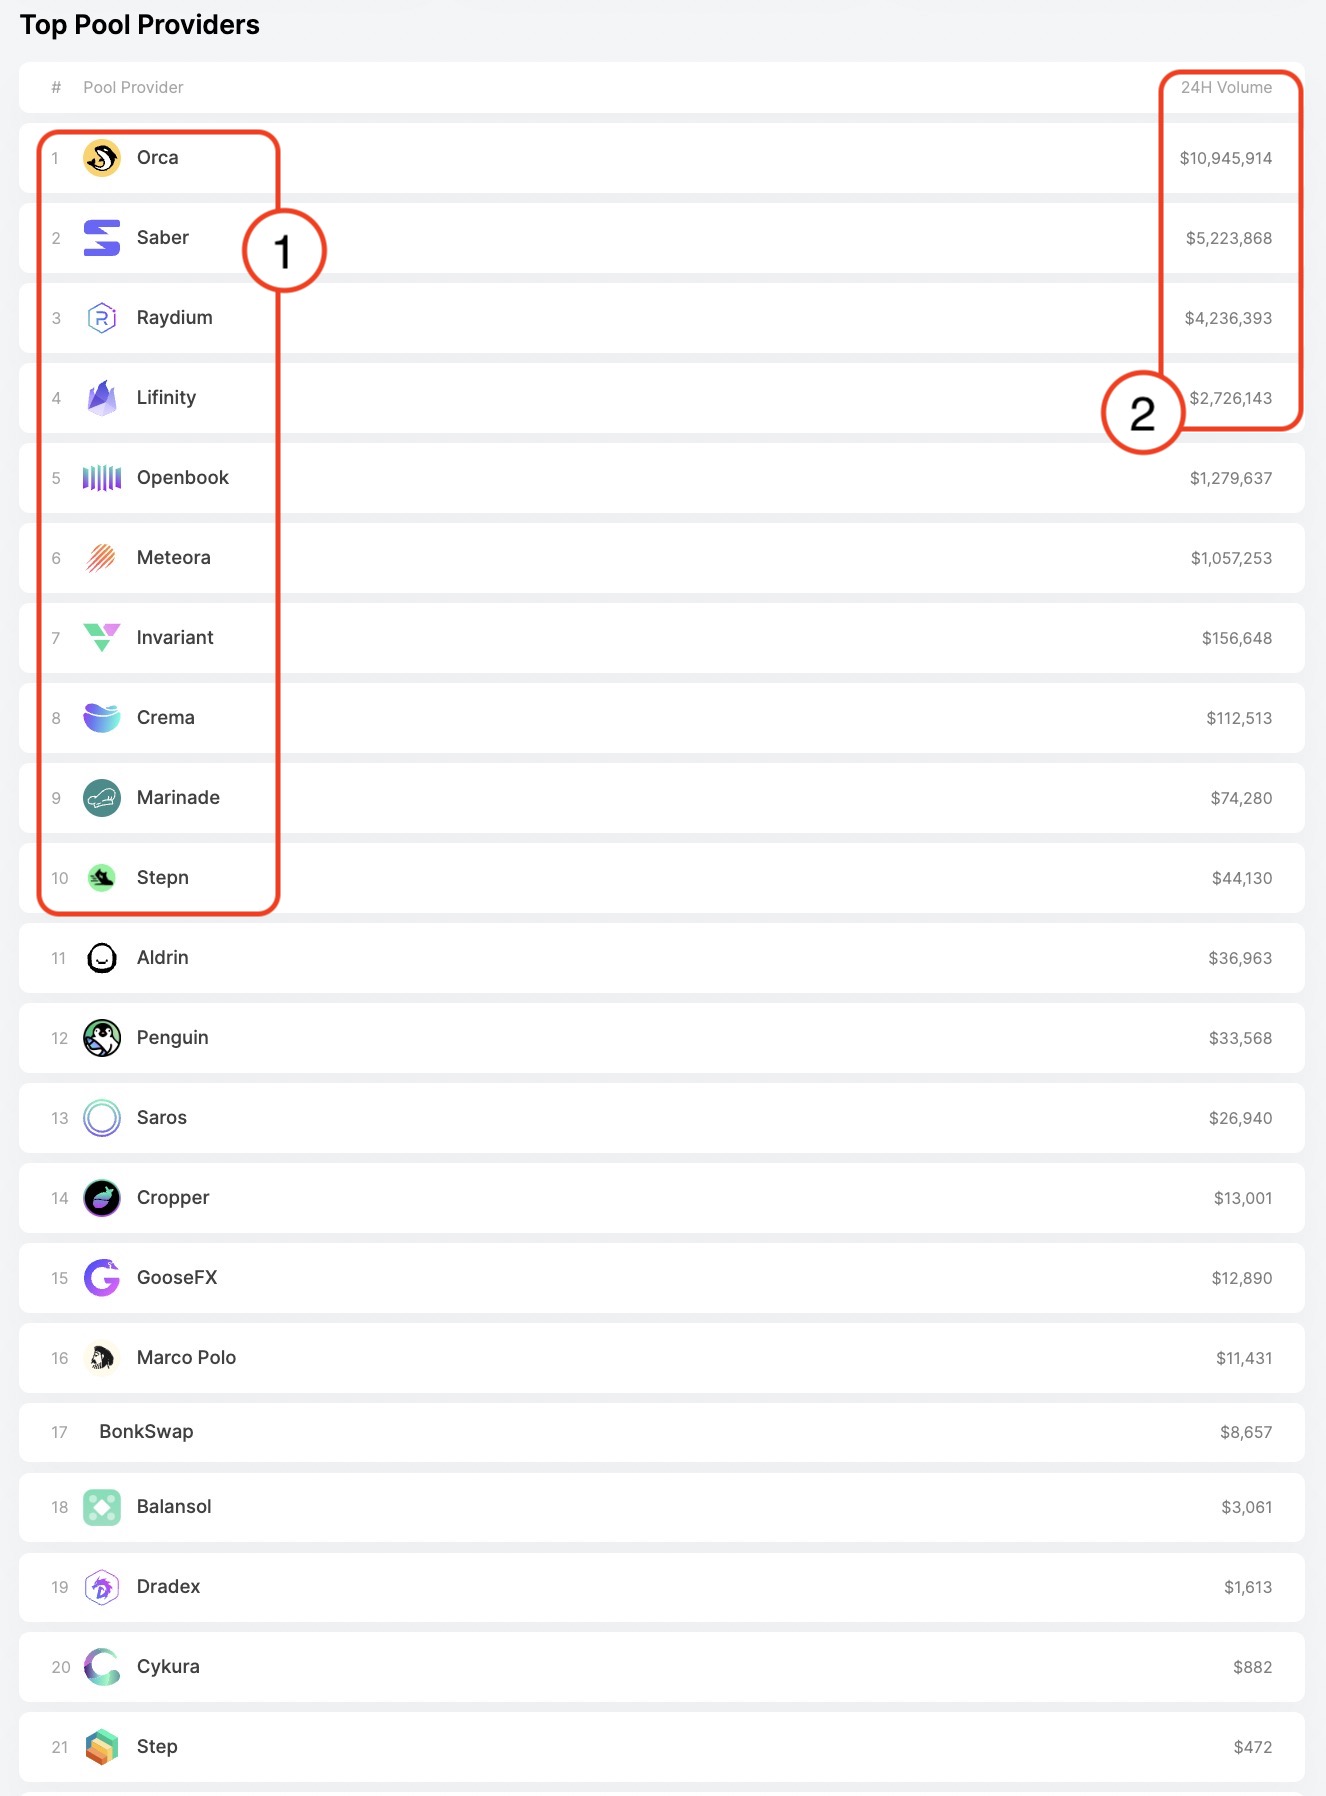 Top Pool Providers
# Pool Provider 24H Volume
1 Orca $10,945,914
2 Saber $5,223,868
1
3 Raydium $4,236,393
4 Lifinity $2,726,143
2
5 Openbook $1,279,637
6 Meteora $1,057,253
7 Invariant $156,648
8 Crema $112,513
9 Marinade $74,280
10 Stepn $44,130
11 Aldrin $36,963
12 Penguin $33,568
13 Saros $26,940
14 Cropper $13,001
15 GooseFX $12,890
16 Marco Polo $11,431
17 BonkSwap $8,657
18 Balansol $3,061
19 Dradex $1,613
20 Cykura $882
21 Step $472